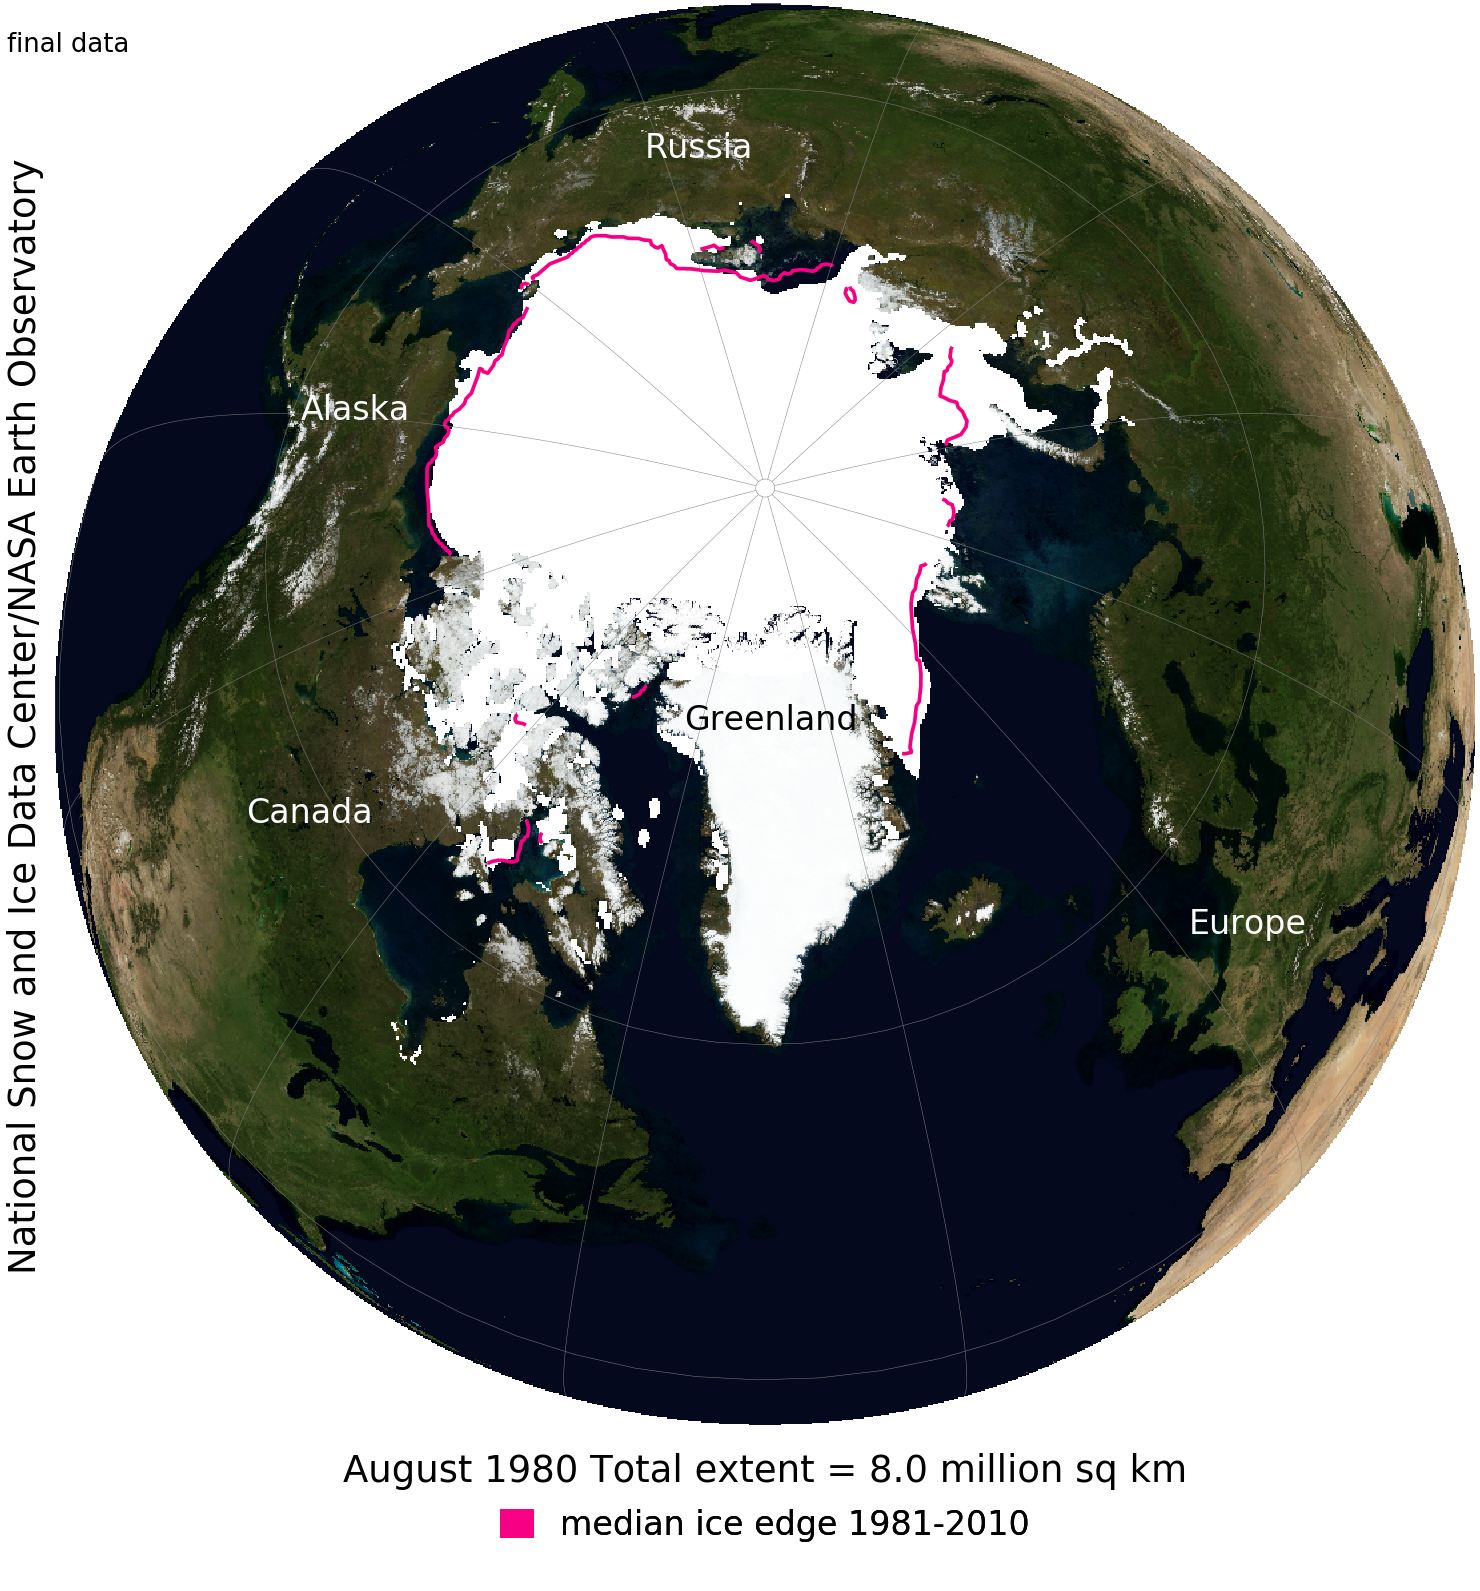 final data
National Snow and Ice Data Center/NASA Earth Observatory
Russia
Alaska
Greenland
Canada
Europe
August 1980 Total extent = 8.0 million sq km
median ice edge 1981-2010